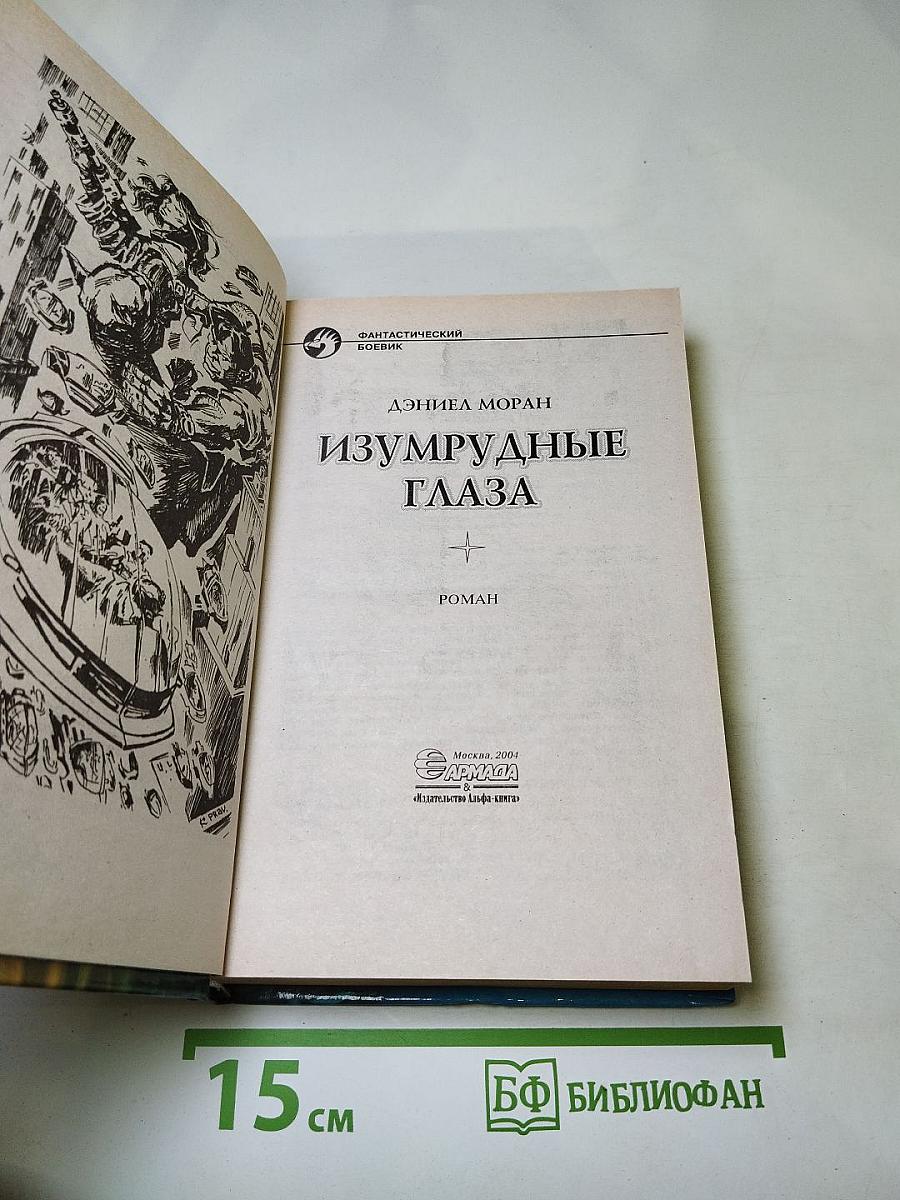 ФАНТАСТИЧЕСКИЙ
БОЕВИК
ДЭНИЕЛ МОРАН
ИЗУМРУДНЫЕ
ГЛАЗА
РОМАН
Москва, 2004
АРМАДА
&
«Издательство Альфа-книга»
15 см
БФ БИБЛИОФАН